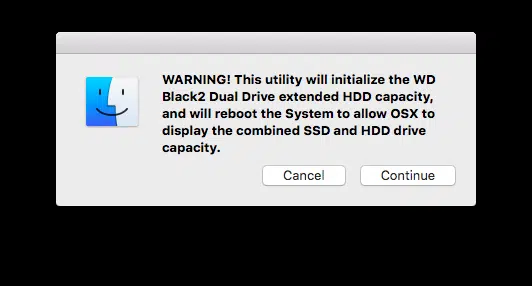 WARNING! This utility will initialize the WD
Black2 Dual Drive extended HDD capacity,
and will reboot the System to allow OSX to
display the combined SSD and HDD drive
capacity.
Cancel Continue